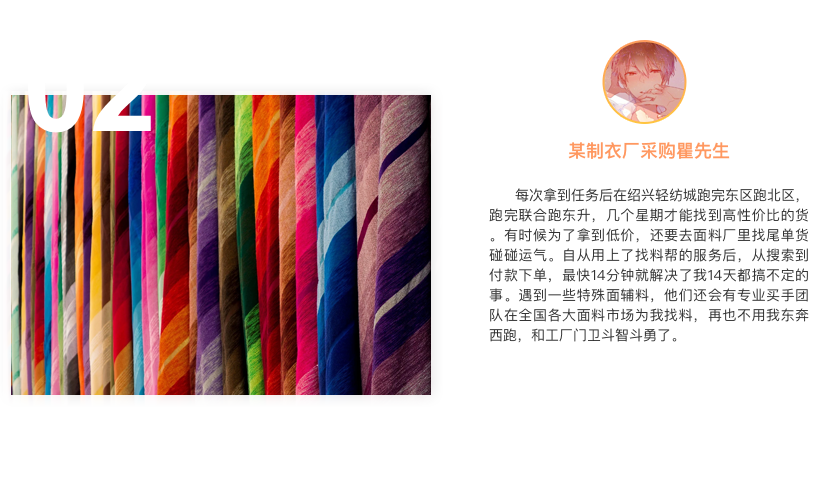 02
某制衣厂采购瞿先生
每次拿到任务后在绍兴轻纺城跑完东区跑北区，
跑完联合跑东升，几个星期才能找到高性价比的货
。有时候为了拿到低价，还要去面料厂里找尾单货
碰碰运气。自从用上了找料帮的服务后，从搜索到
付款下单，最快14分钟就解决了我14天都搞不定的
事。遇到一些特殊面辅料，他们还会有专业买手团
队在全国各大面料市场为我找料，再也不用我东奔
西跑，和工厂门卫斗智斗勇了。